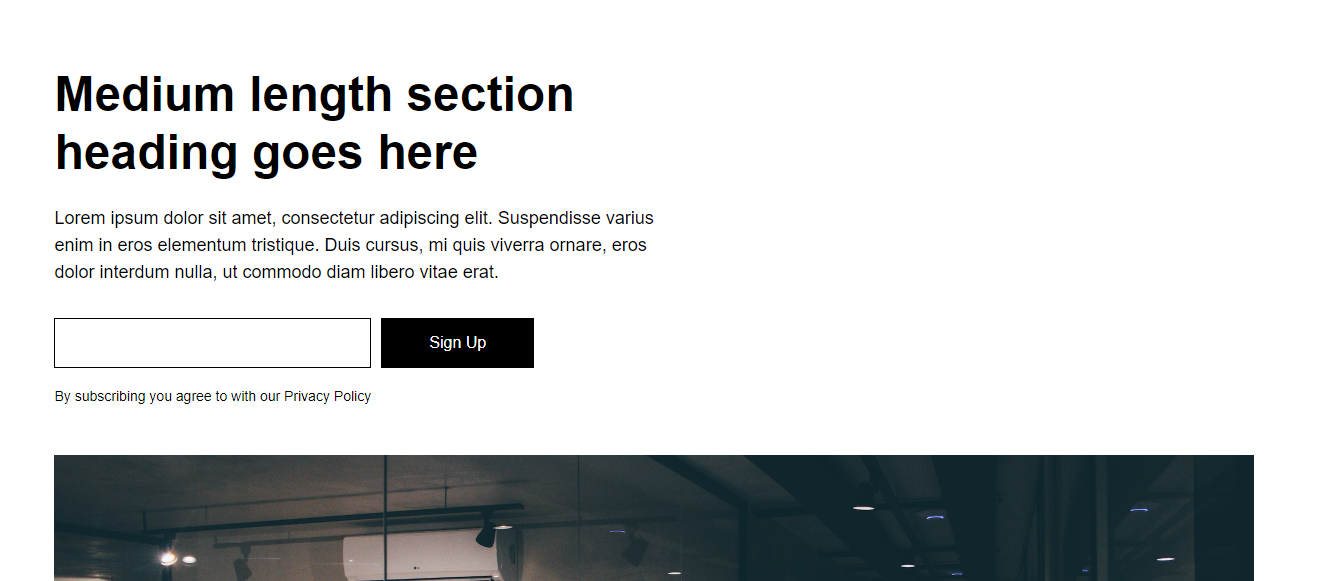 Medium length section
heading goes here
Lorem ipsum dolor sit amet, consectetur adipiscing elit. Suspendisse varius
enim in eros elementum tristique. Duis cursus, mi quis viverra ornare, eros
dolor interdum nulla, ut commodo diam libero vitae erat.
Sign Up
By subscribing you agree to with our Privacy Policy